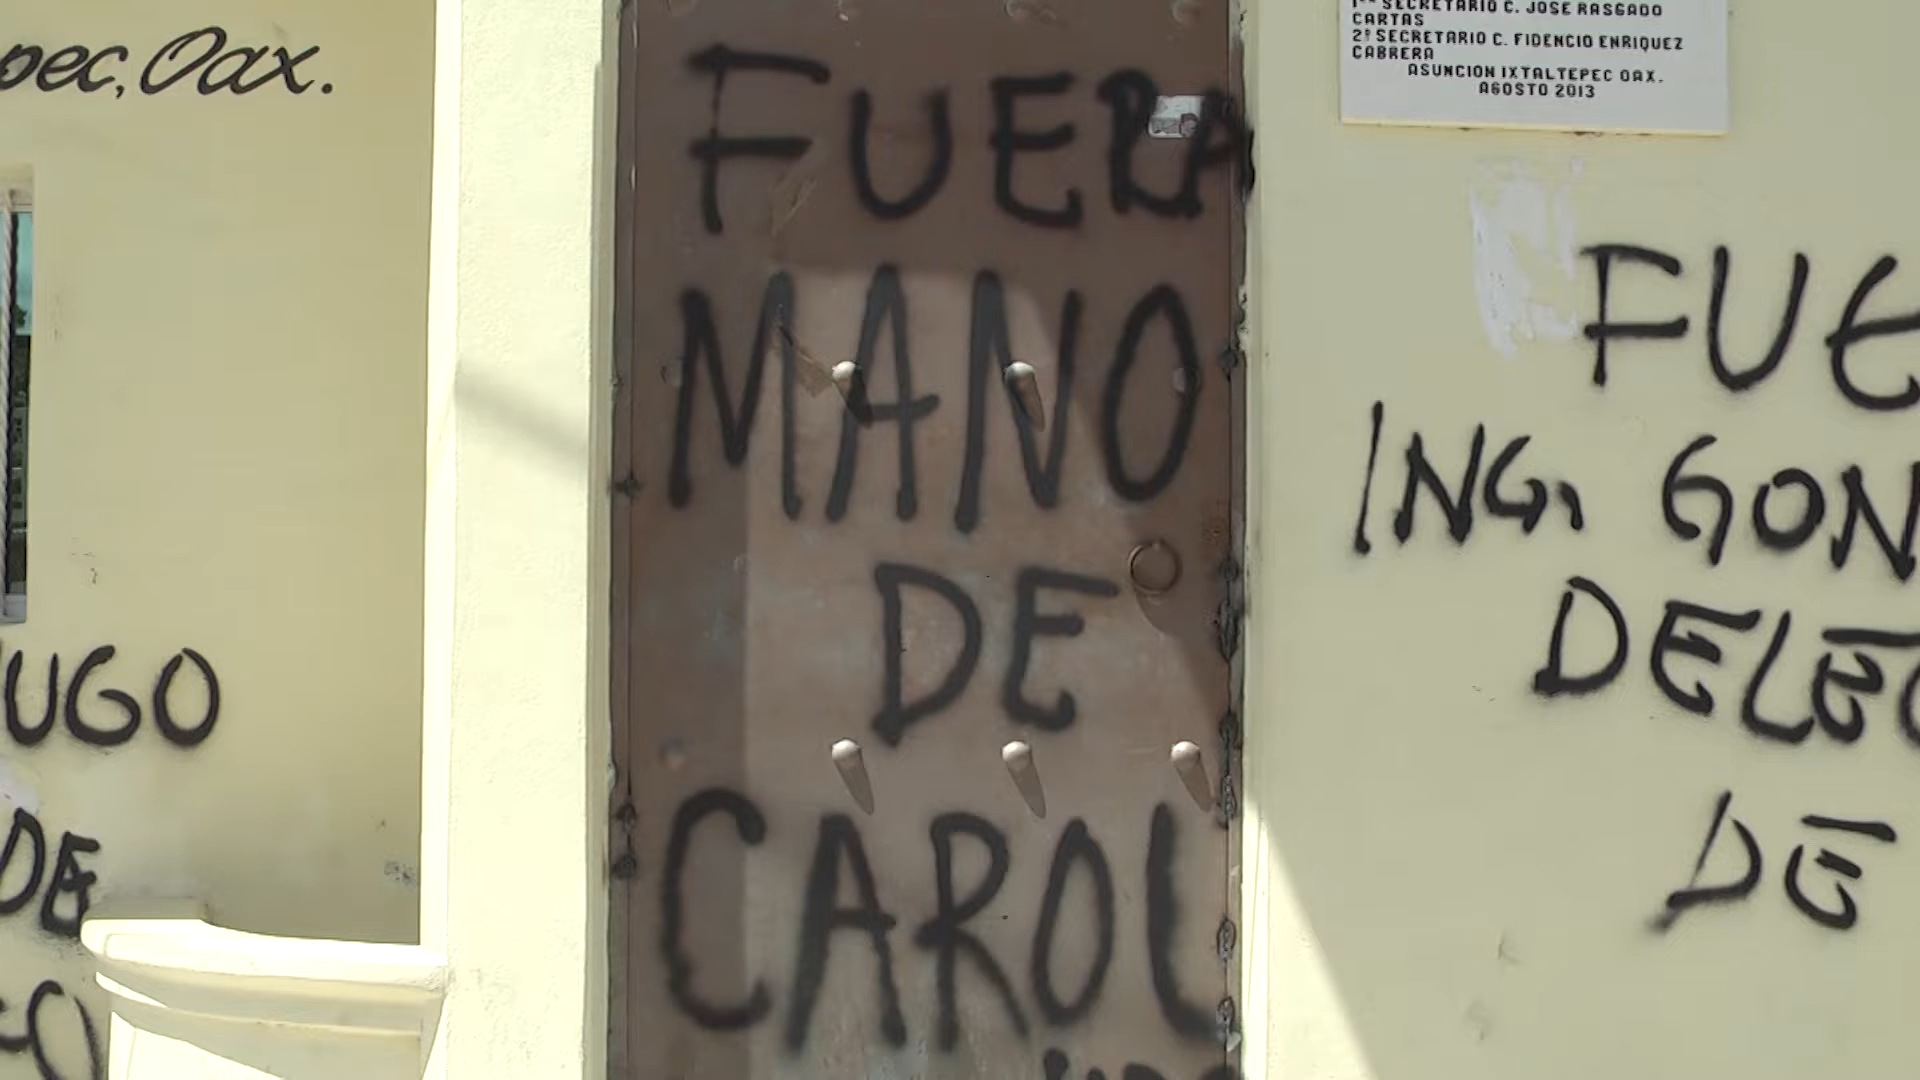 pec, Oax.
UGO
DE
FUERA
MANO
DE
CAROL
1er SECRETARIO C. JOSE RASGADO
CARTAS
2º SECRETARIO C. FIDENCIO ENRIQUEZ
CABRERA
ASUNCION IXTALTEPEC OAX.
AGOSTO 2013
FUE
ING. GON
DELEG
DE